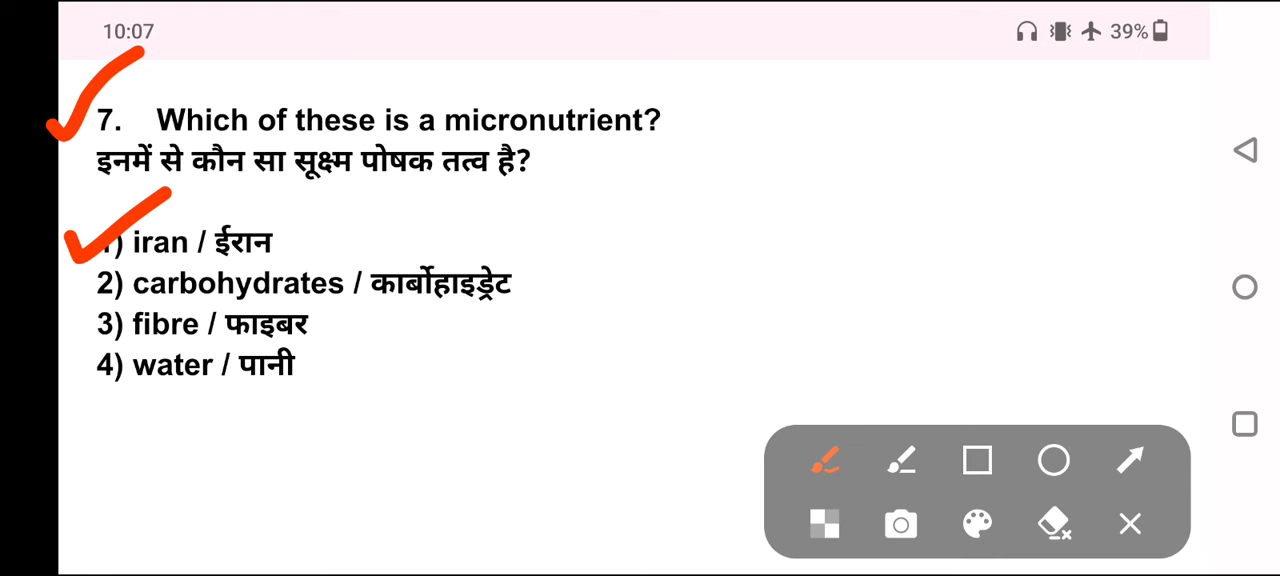 10:07 39%
7. Which of these is a micronutrient?
इनमें से कौन सा सूक्ष्म पोषक तत्व है?
1) iran / ईरान
2) carbohydrates / कार्बोहाइड्रेट
3) fibre / फाइबर
4) water / पानी